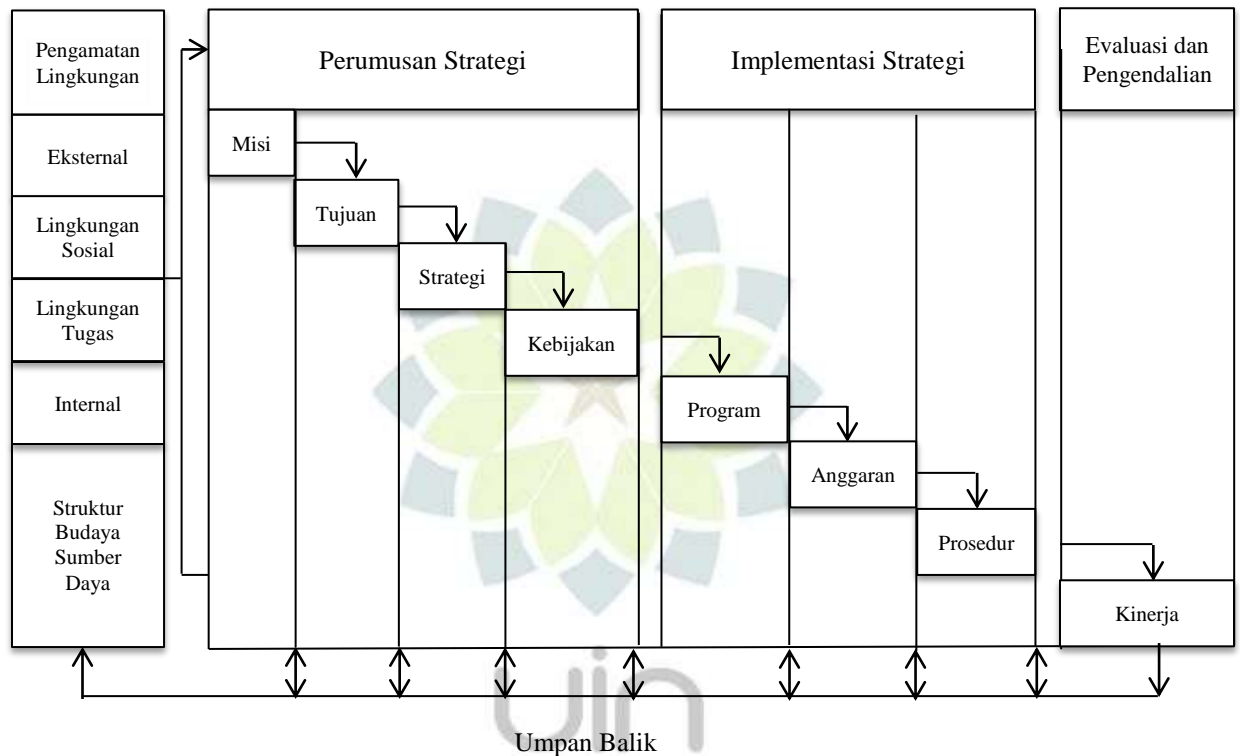 Pengamatan
Lingkungan
Eksternal
Lingkungan
Sosial
Lingkungan
Tugas
Internal
Struktur
Budaya
Sumber
Daya
Perumusan Strategi
Misi
Tujuan
Strategi
Kebijakan
Implementasi Strategi
Program
Anggaran
Prosedur
Evaluasi dan
Pengendalian
Kinerja
uin
Umpan Balik